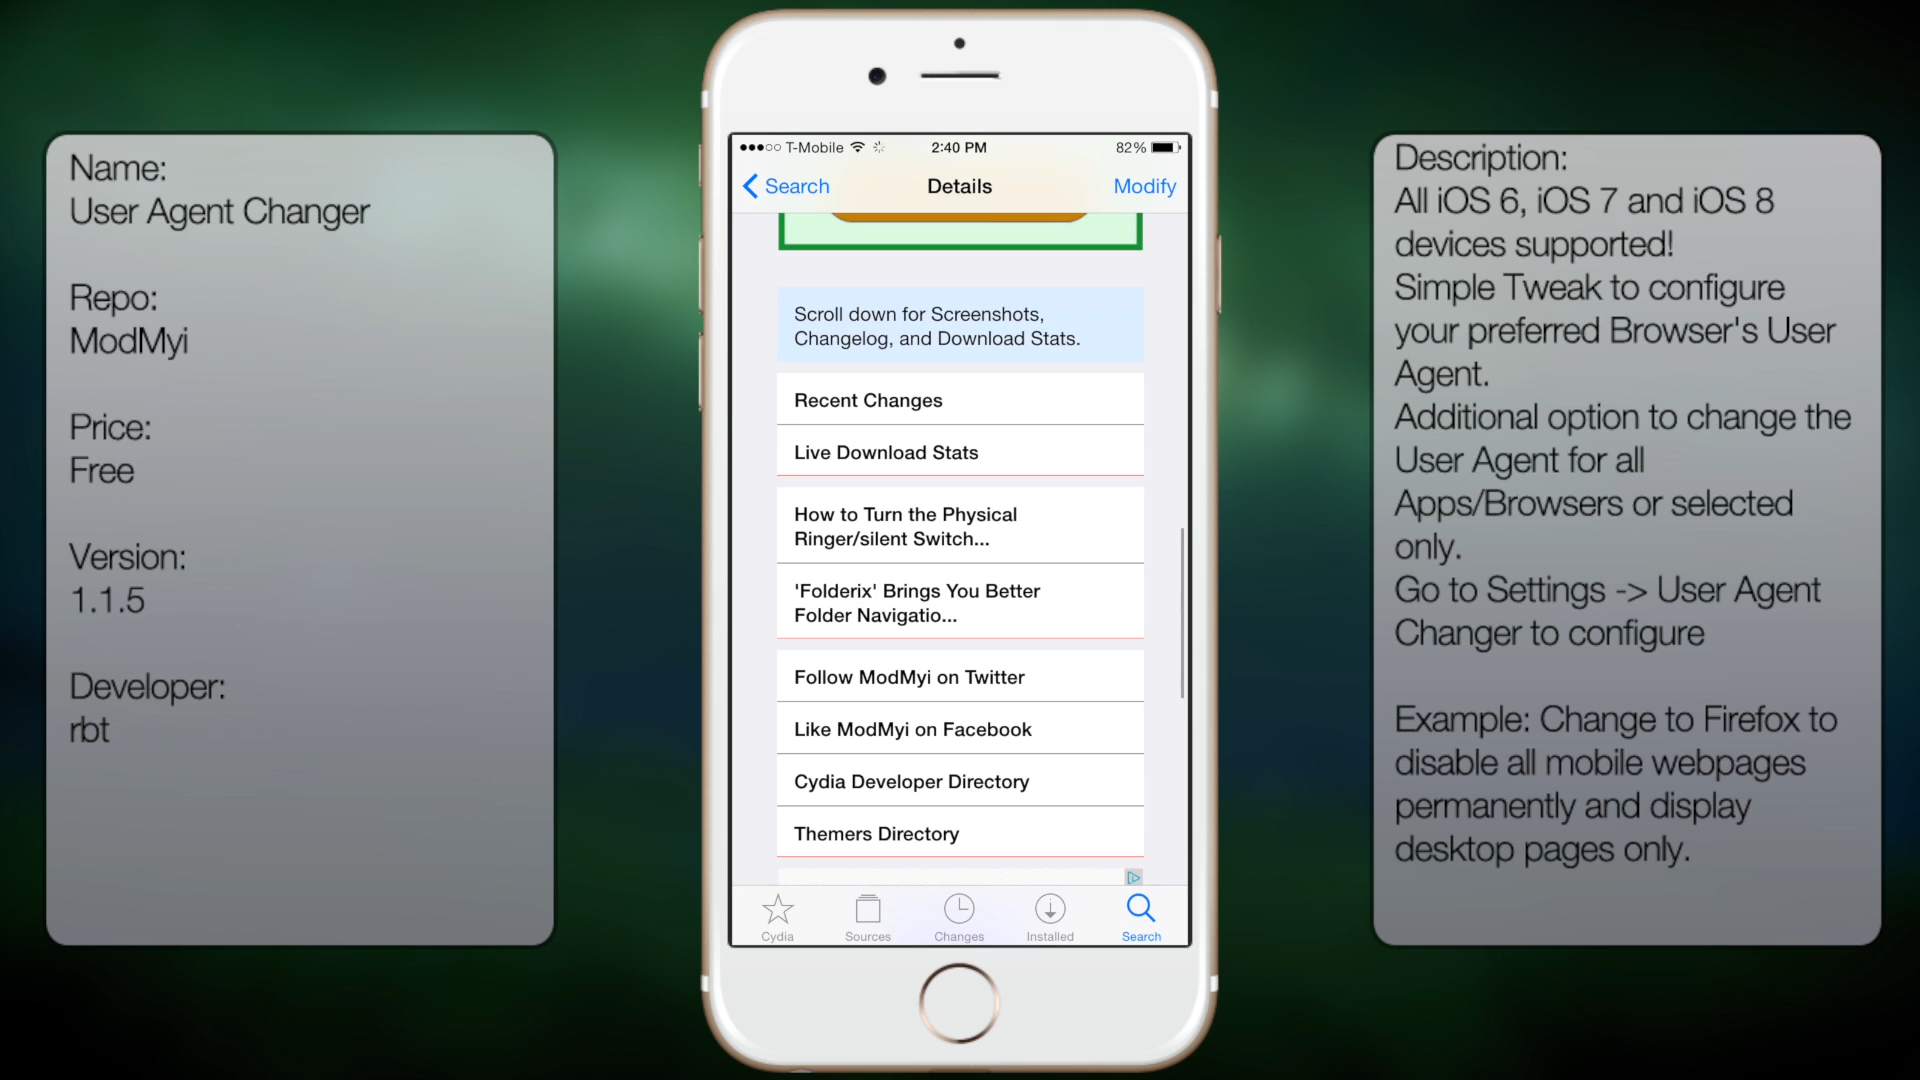 Name:
User Agent Changer
Repo:
ModMyi
Price:
Free
Version:
1.1.5
Developer:
rbt
T-Mobile
2:40 PM
82%
Search
Details
Modify
Scroll down for Screenshots,
Changelog, and Download Stats.
Recent Changes
Live Download Stats
How to Turn the Physical
Ringer/silent Switch...
'Folderix' Brings You Better
Folder Navigatio...
Follow ModMyi on Twitter
Like ModMyi on Facebook
Cydia Developer Directory
Themers Directory
Cydia
Sources
Changes
Installed
Search
Description:
All iOS 6, iOS 7 and iOS 8
devices supported!
Simple Tweak to configure
your preferred Browser's User
Agent.
Additional option to change the
User Agent for all
Apps/Browsers or selected
only.
Go to Settings -> User Agent
Changer to configure
Example: Change to Firefox to
disable all mobile webpages
permanently and display
desktop pages only.